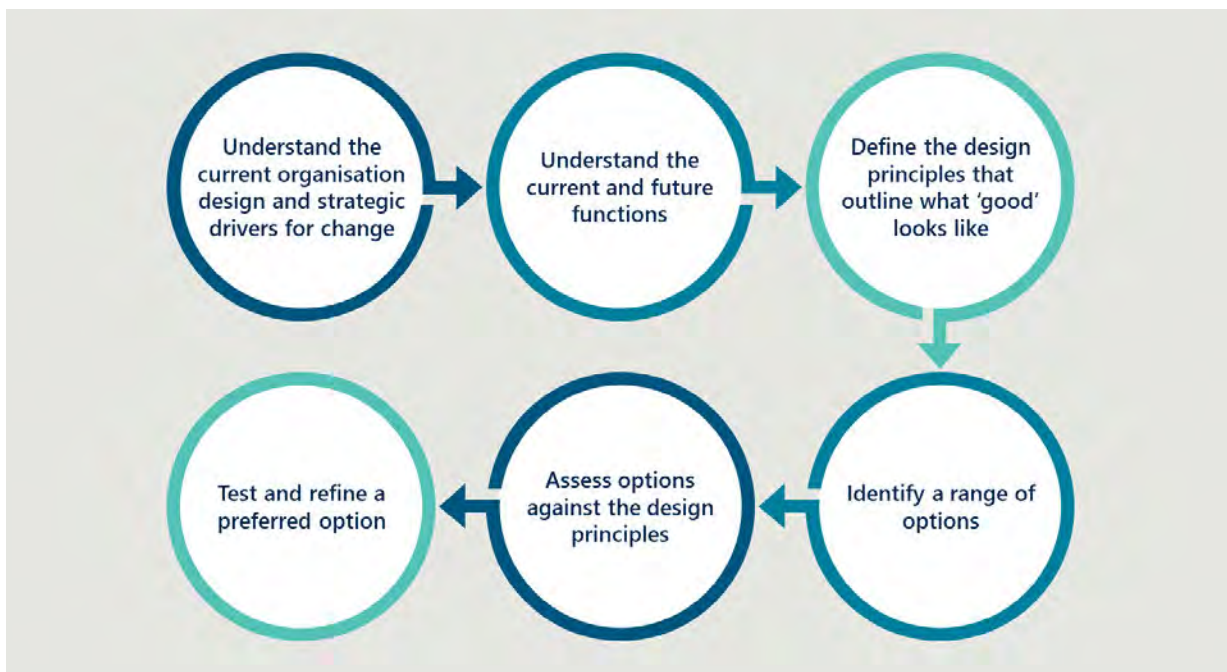 Understand the
current organisation
design and strategic
drivers for change
Understand the
current and future
functions
Define the design
principles that
outline what ‘good’
looks like
Identify a range of
options
Assess options
against the design
principles
Test and refine a
preferred option